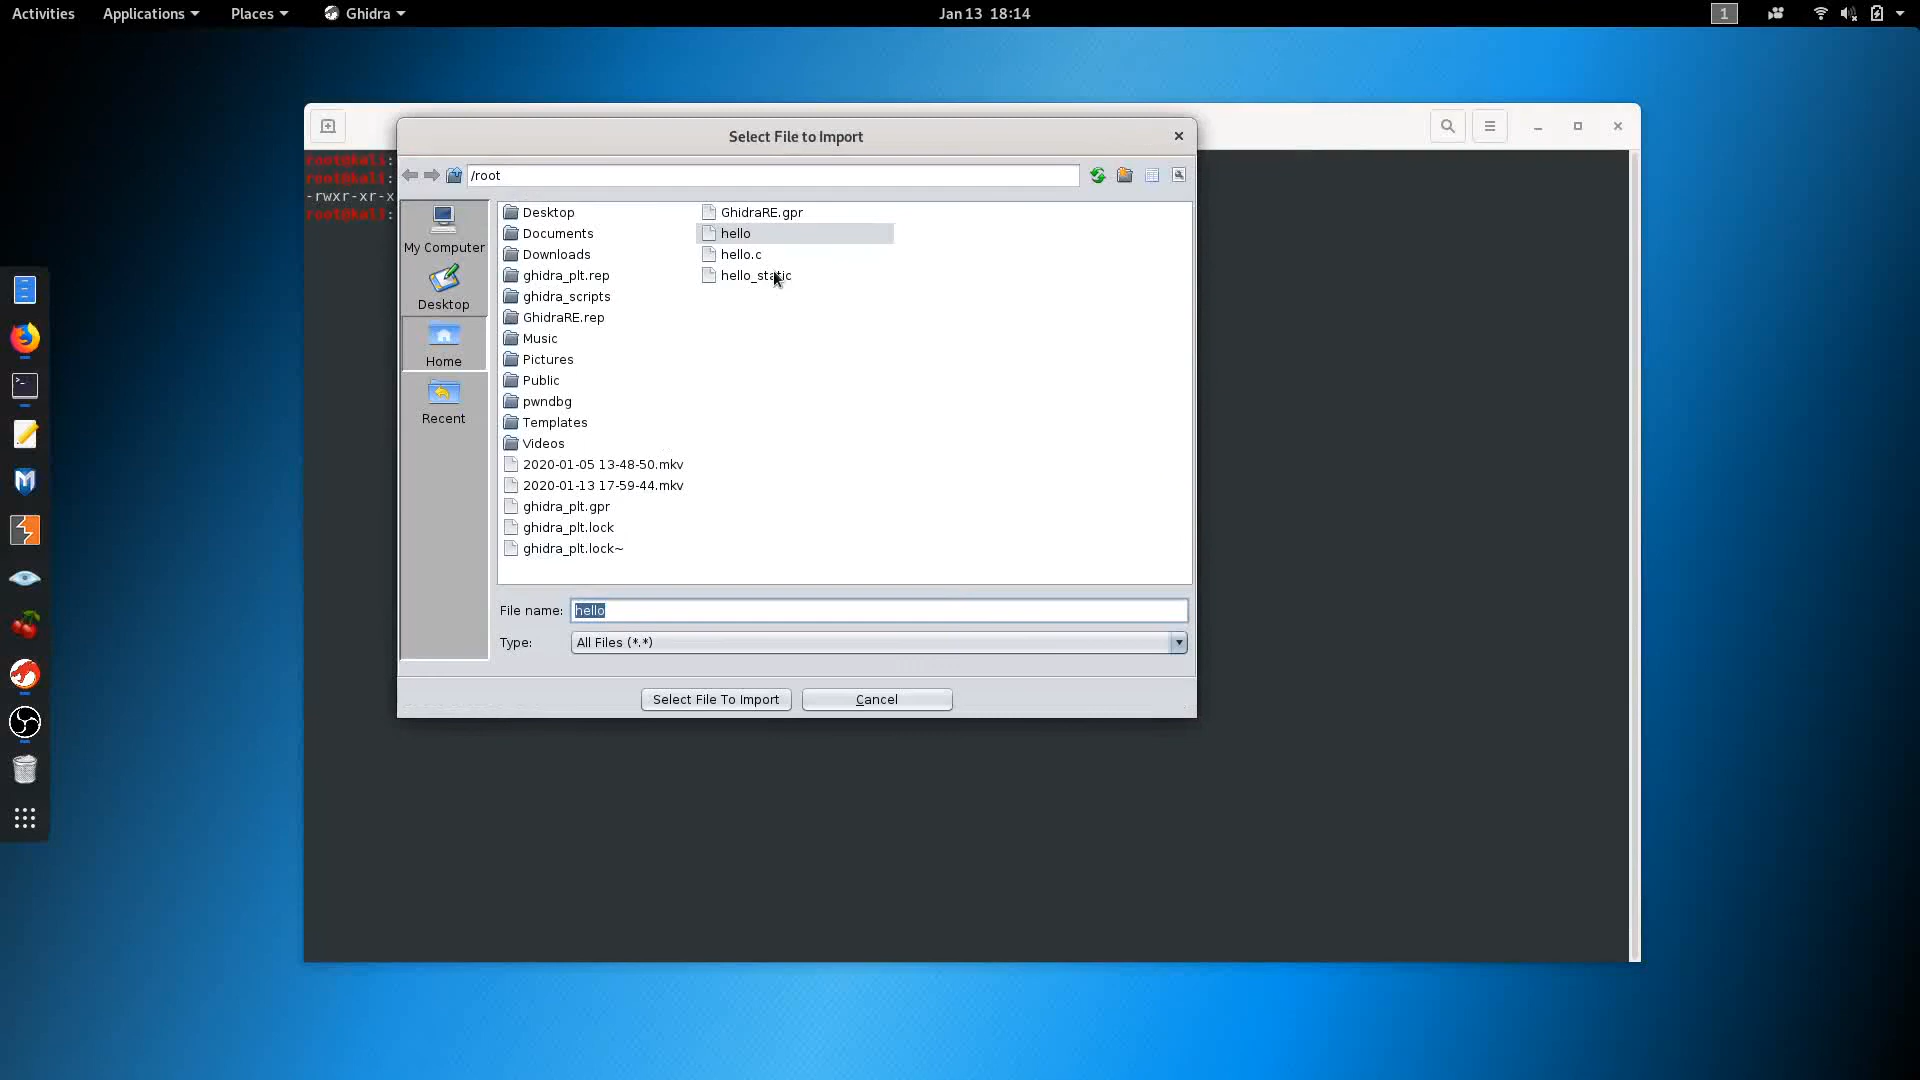 Activities Applications Places Ghidra Jan 13 18:14 1
Select File to Import
root@kali:
root@kali:
-rwxr-xr-x
root@kali:
/root
My Computer
Desktop
Home
Recent
Desktop
Documents
Downloads
ghidra_plt.rep
ghidra_scripts
GhidraRE.rep
Music
Pictures
Public
pwndbg
Templates
Videos
2020-01-05 13-48-50.mkv
2020-01-13 17-59-44.mkv
ghidra_plt.gpr
ghidra_plt.lock
ghidra_plt.lock~
GhidraRE.gpr
hello
hello.c
hello_static
File name: hello
Type: All Files (*.*)
Select File To Import Cancel